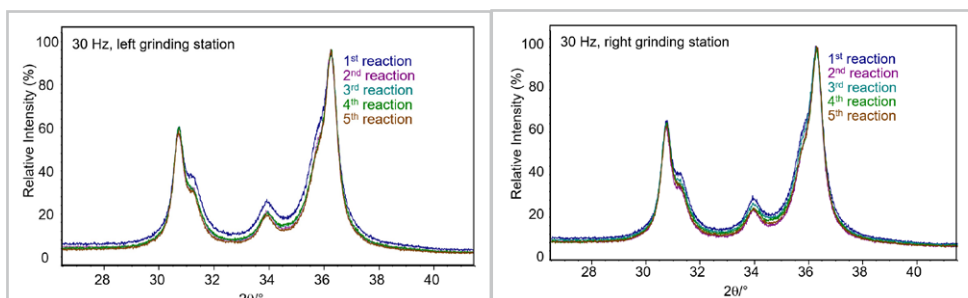 30 Hz, left grinding station
Relative Intensity (%)
100
80
60
40
20
0
1st reaction
2nd reaction
3rd reaction
4th reaction
5th reaction
28 30 32 34 36 38 40
2θ/°
30 Hz, right grinding station
Relative Intensity (%)
100
80
60
40
20
0
1st reaction
2nd reaction
3rd reaction
4th reaction
5th reaction
28 30 32 34 36 38 40
2θ/°